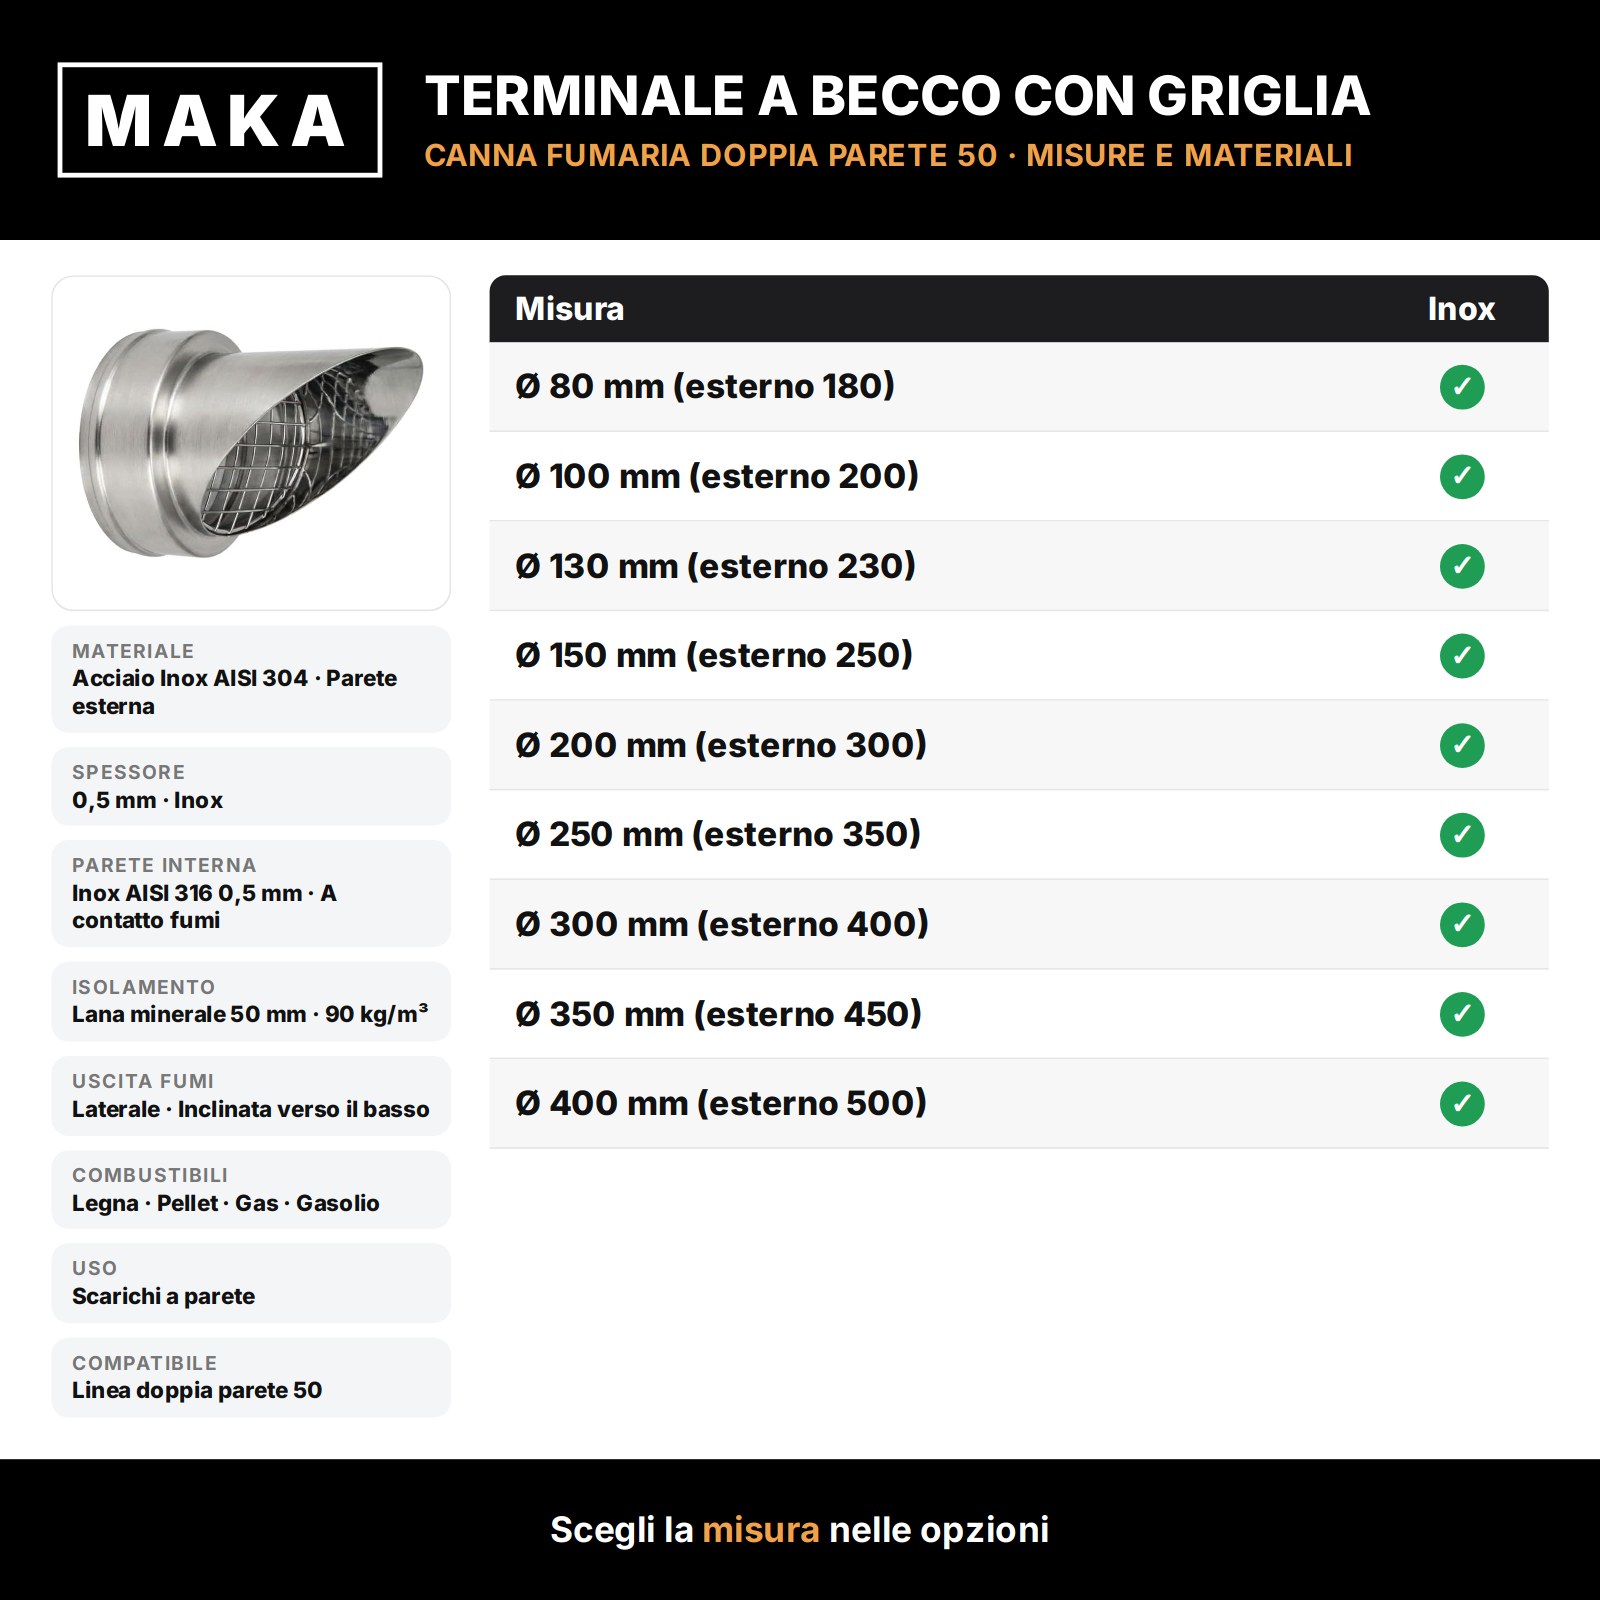 MAKA
TERMINALE A BECCO CON GRIGLIA
CANNA FUMARIA DOPPIA PARETE 50 · MISURE E MATERIALI
MATERIALE
Acciaio Inox AISI 304 · Parete
esterna
SPESSORE
0,5 mm · Inox
PARETE INTERNA
Inox AISI 316 0,5 mm · A
contatto fumi
ISOLAMENTO
Lana minerale 50 mm · 90 kg/m³
USCITA FUMI
Laterale · Inclinata verso il basso
COMBUSTIBILI
Legna · Pellet · Gas · Gasolio
USO
Scarichi a parete
COMPATIBILE
Linea doppia parete 50
Misura Inox
Ø 80 mm (esterno 180) ✓
Ø 100 mm (esterno 200) ✓
Ø 130 mm (esterno 230) ✓
Ø 150 mm (esterno 250) ✓
Ø 200 mm (esterno 300) ✓
Ø 250 mm (esterno 350) ✓
Ø 300 mm (esterno 400) ✓
Ø 350 mm (esterno 450) ✓
Ø 400 mm (esterno 500) ✓
Scegli la misura nelle opzioni